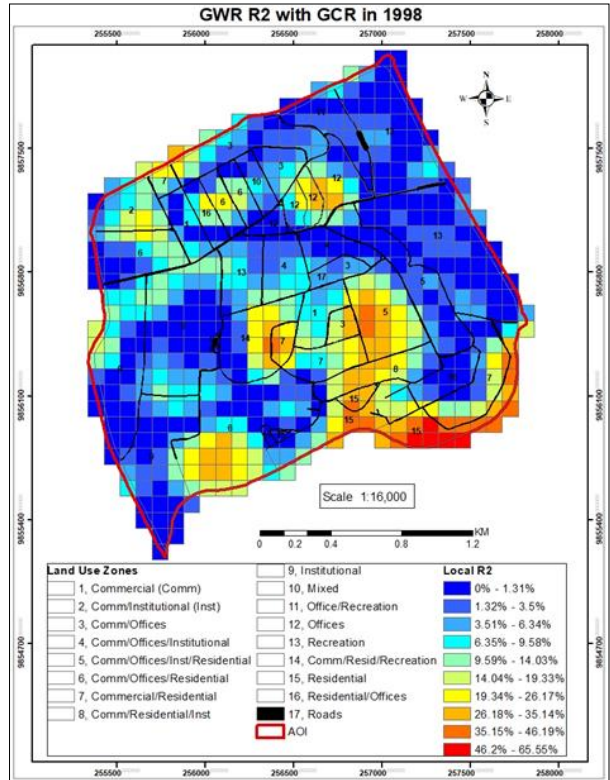 GWR R2 with GCR in 1998
255500 256000 256500 257000 257500 258000
N
W E
S
9857500 9857500
9856800 9856800
9856100 9856100
9855400 9855400
9854700 9854700
Scale 1:16,000
KM
0 0.2 0.4 0.8 1.2
Land Use Zones
1, Commercial (Comm)
2, Comm/Institutional (Inst)
3, Comm/Offices
4, Comm/Offices/Institutional
5, Comm/Offices/Inst/Residential
6, Comm/Offices/Residential
7, Commercial/Residential
8, Comm/Residential/Inst
9, Institutional
10, Mixed
11, Office/Recreation
12, Offices
13, Recreation
14, Comm/Resid/Recreation
15, Residential
16, Residential/Offices
17, Roads
AOI
Local R2
0% - 1.31%
1.32% - 3.5%
3.51% - 6.34%
6.35% - 9.58%
9.59% - 14.03%
14.04% - 19.33%
19.34% - 26.17%
26.18% - 35.14%
35.15% - 46.19%
46.2% - 65.55%
255500 256000 256500 257000 257500 258000